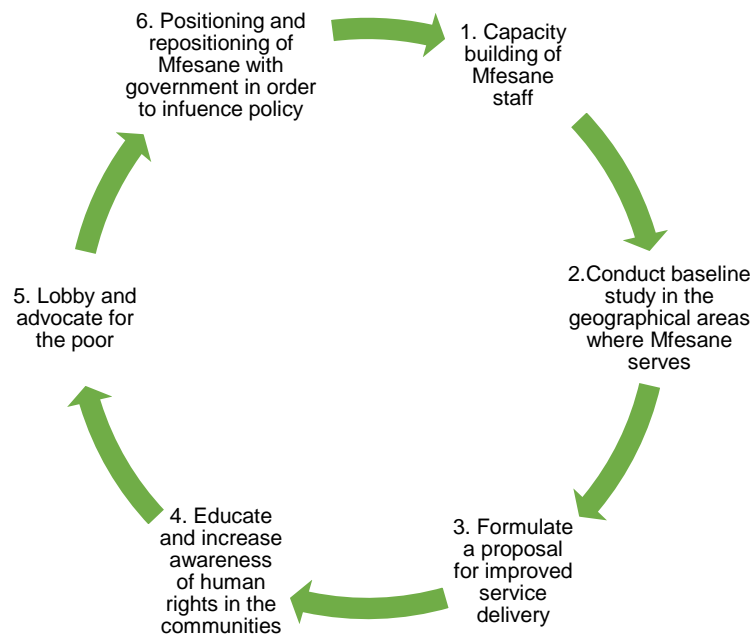 1. Capacity
building of
Mfesane
staff
2.Conduct baseline
study in the
geographical areas
where Mfesane
serves
3. Formulate
a proposal
for improved
service
delivery
4. Educate
and increase
awareness
of human
rights in the
communities
5. Lobby and
advocate for
the poor
6. Positioning and
repositioning of
Mfesane with
government in order
to infuence policy